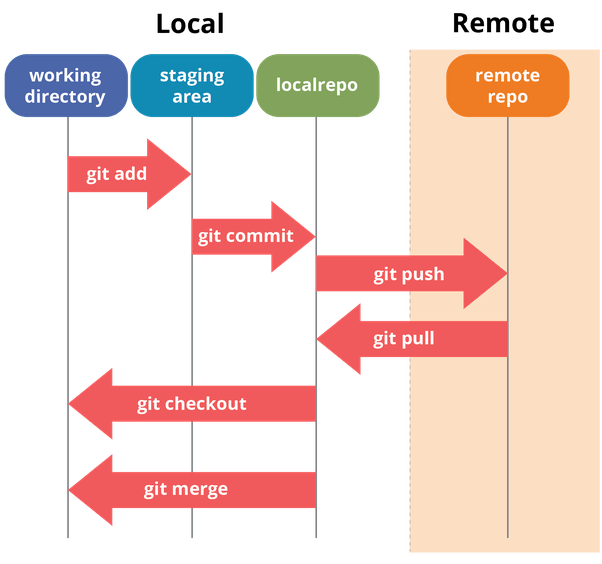 Local
Remote
working
directory
staging
area
localrepo
remote
repo
git add
git commit
git push
git pull
git checkout
git merge